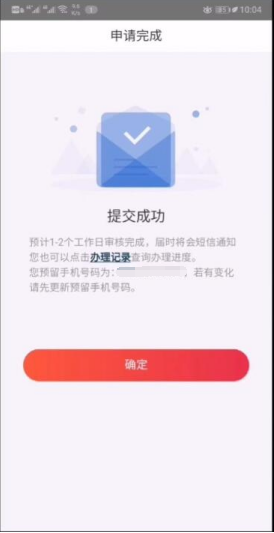 10:04
申请完成
提交成功
预计1-2个工作日审核完成，届时将会短信通知
您也可以点击办理记录查询办理进度。
您预留手机号码为：，若有变化
请先更新预留手机号码。
确定